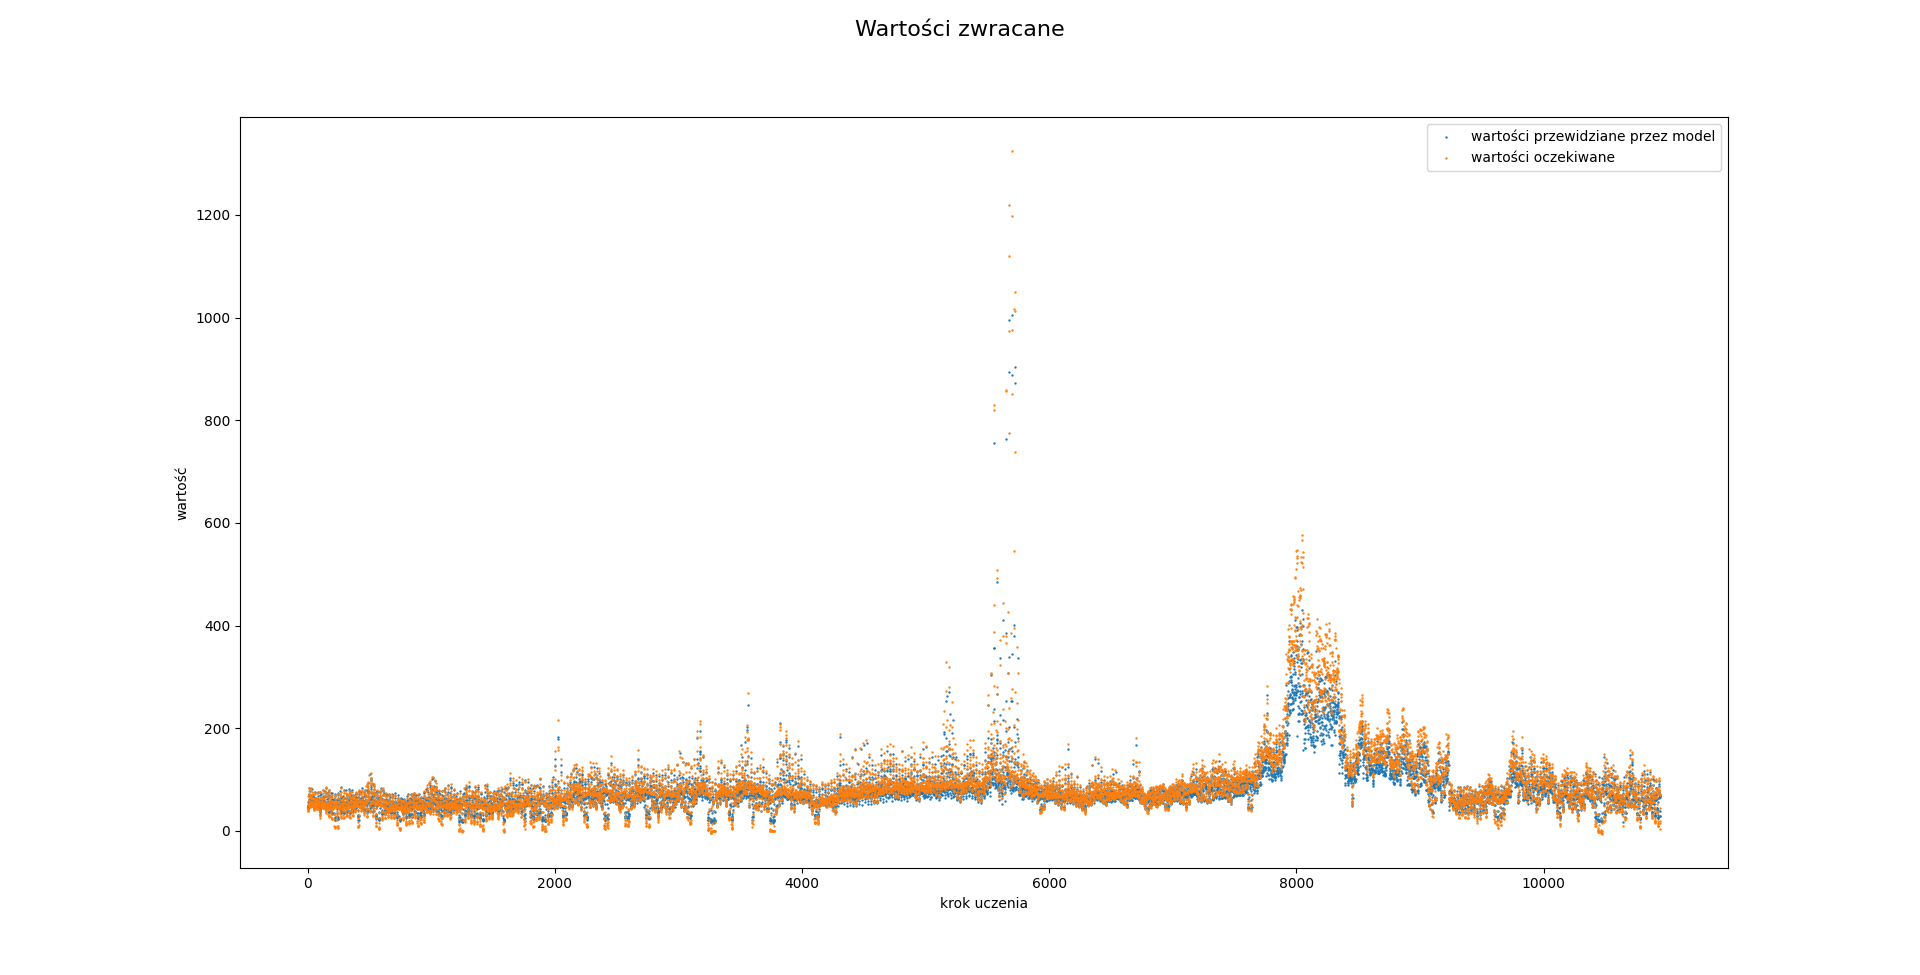 Wartości zwracane
wartości przewidziane przez model
wartości oczekiwane
1200
1000
800
600
400
200
0
wartość
0 2000 4000 6000 8000 10000
krok uczenia